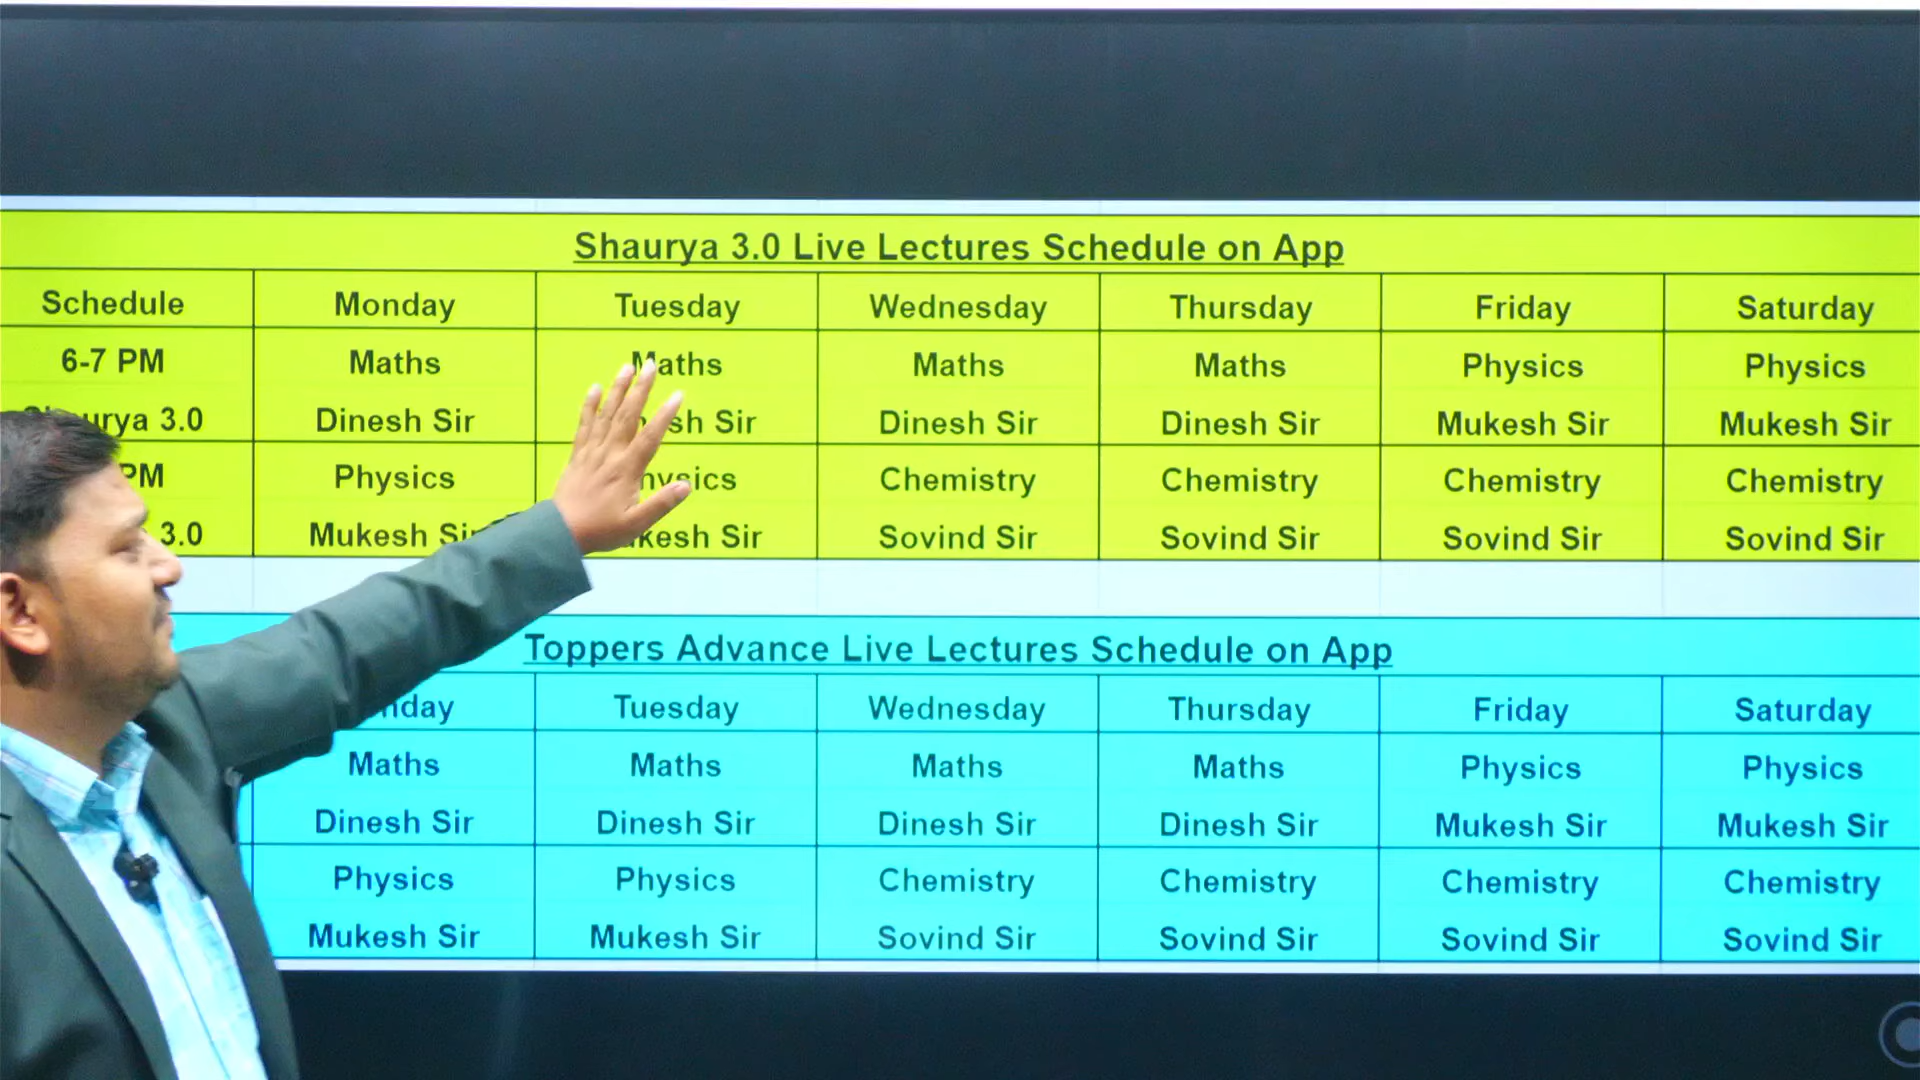 Shaurya 3.0 Live Lectures Schedule on App
Schedule Monday Tuesday Wednesday Thursday Friday Saturday
6-7 PM Maths Maths Maths Maths Physics Physics
3.0 Dinesh Sir Sir Dinesh Sir Dinesh Sir Mukesh Sir Mukesh Sir
PM Physics Chemistry Chemistry Chemistry Chemistry
3.0 Mukesh Sir Sir Sovind Sir Sovind Sir Sovind Sir Sovind Sir
Toppers Advance Live Lectures Schedule on App
Tuesday Wednesday Thursday Friday Saturday
Maths Maths Maths Maths Physics Physics
Dinesh Sir Dinesh Sir Dinesh Sir Dinesh Sir Mukesh Sir Mukesh Sir
Physics Physics Chemistry Chemistry Chemistry Chemistry
Mukesh Sir Mukesh Sir Sovind Sir Sovind Sir Sovind Sir Sovind Sir